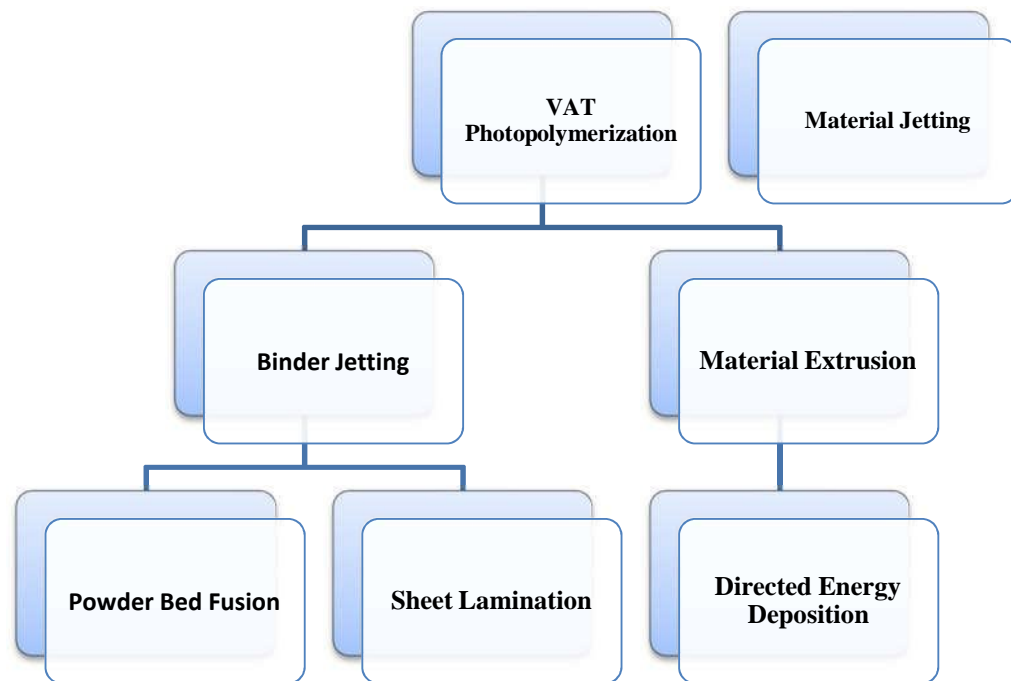 VAT
Photopolymerization
Material Jetting
Binder Jetting
Material Extrusion
Powder Bed Fusion
Sheet Lamination
Directed Energy
Deposition